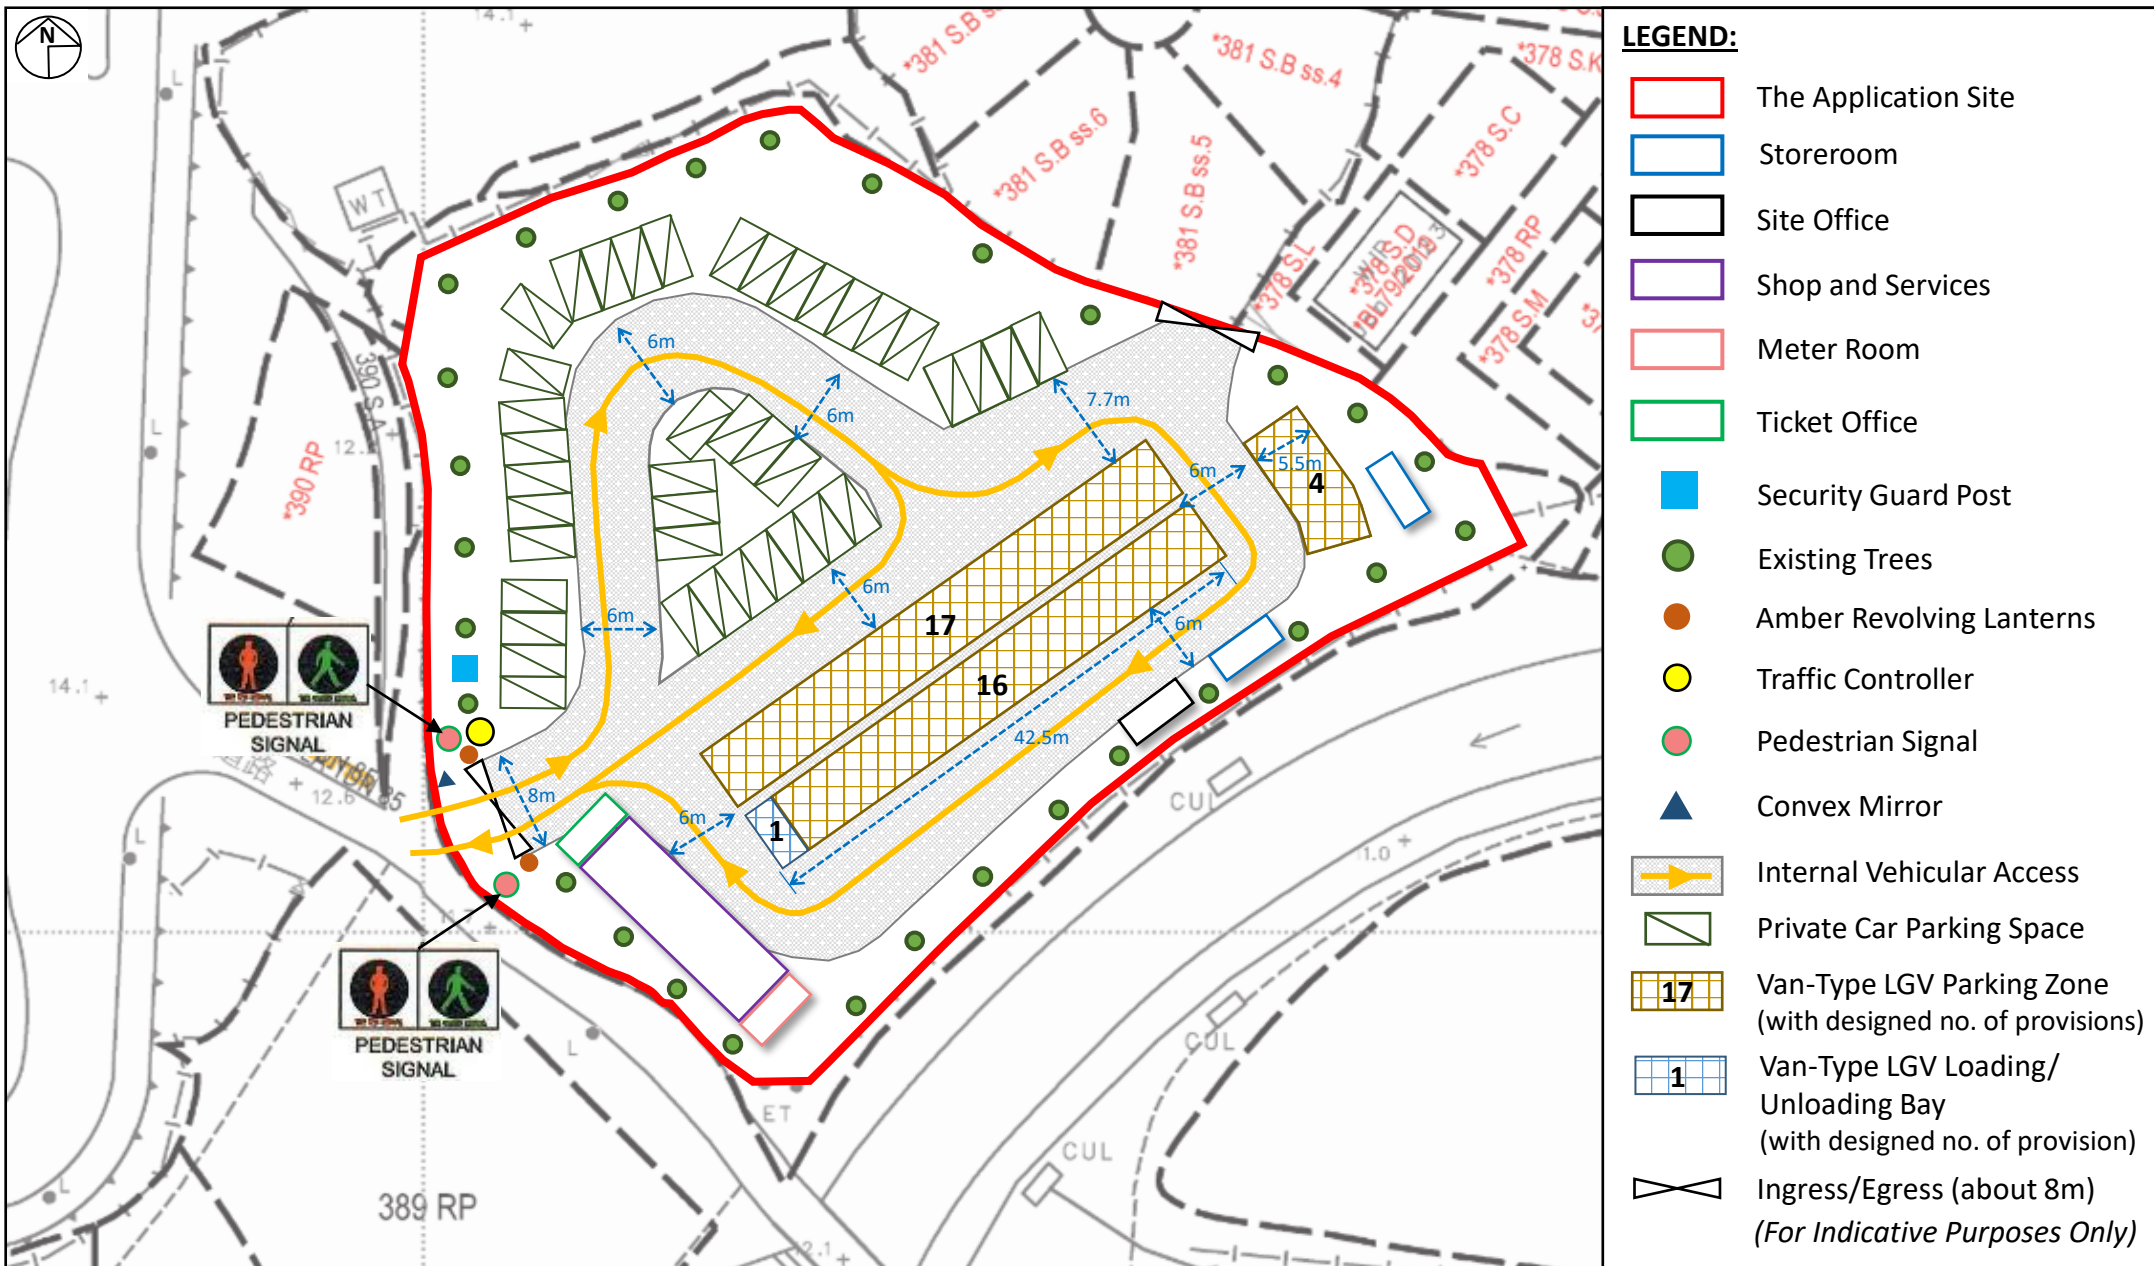 N
14.1 +
*381 S.B ss.4
*378 S.C
*381 S.B ss.6
*381 S.B ss.5
*378 S.L
*378 S.D
*BL79/2019
*378 RP
*378 S.M
W T
L
390 S.A
*390 RP
L
6m
6m
7.7m
6m
5.5m
4
6m
6m
17
16
6m
42.5m
8m
6m
1
PEDESTRIAN
SIGNAL
14.1 +
+ 12.6
PEDESTRIAN
SIGNAL
L
L
L
CUL
CUL
CUL
ET
389 RP
LEGEND:
The Application Site
Storeroom
Site Office
Shop and Services
Meter Room
Ticket Office
Security Guard Post
Existing Trees
Amber Revolving Lanterns
Traffic Controller
Pedestrian Signal
Convex Mirror
Internal Vehicular Access
Private Car Parking Space
17
Van-Type LGV Parking Zone
(with designed no. of provisions)
1
Van-Type LGV Loading/
Unloading Bay
(with designed no. of provision)
Ingress/Egress (about 8m)
(For Indicative Purposes Only)